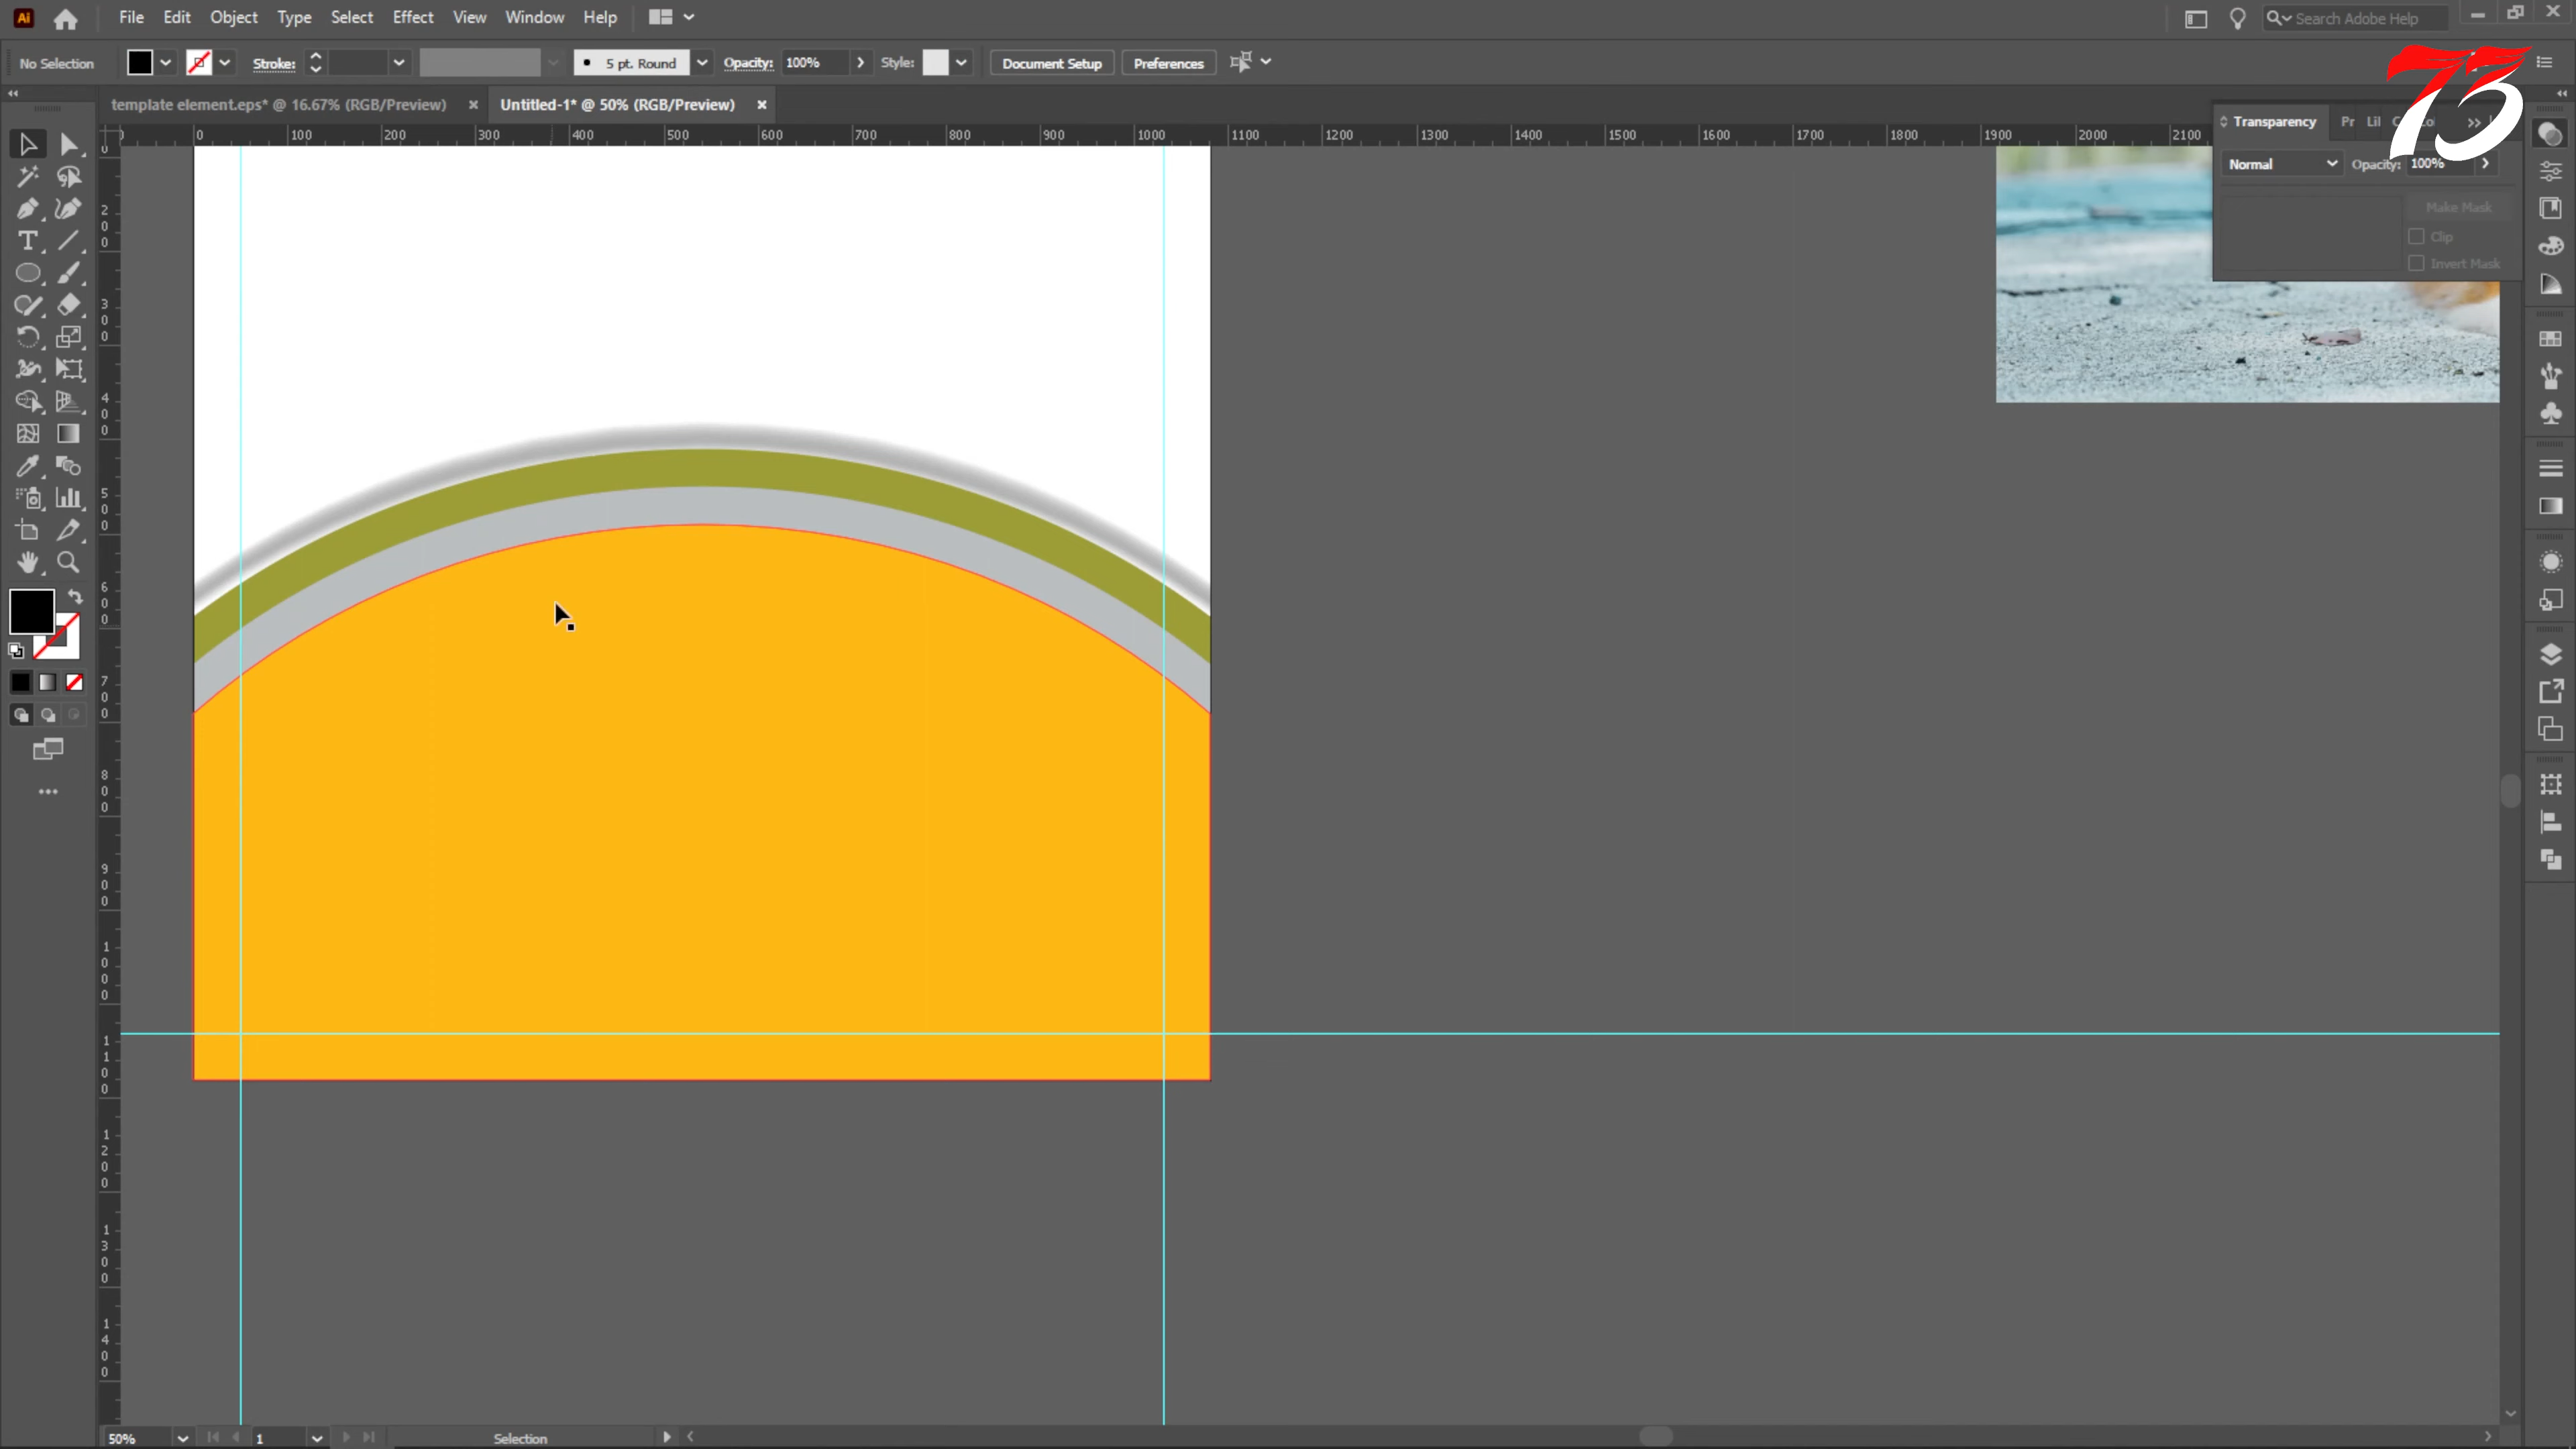 Ai File Edit Object Type Select Effect View Window Help Search Adobe Help
No Selection Stroke: 5 pt. Round Opacity: 100% Style: Document Setup Preferences
template element.eps* @ 16.67% (RGB/Preview) × Untitled-1* @ 50% (RGB/Preview) ×
0 100 200 300 400 500 600 700 800 900 1000 1100 1200 1300 1400 1500 1600 1700 1800 1900 2000 2100
Transparency Pr Lil
Normal Opacity: 100%
Make Mask
Clip
Invert Mask
0
200
300
400
500
600
700
800
900
1000
1100
1200
1300
1400
50% 1 Selection